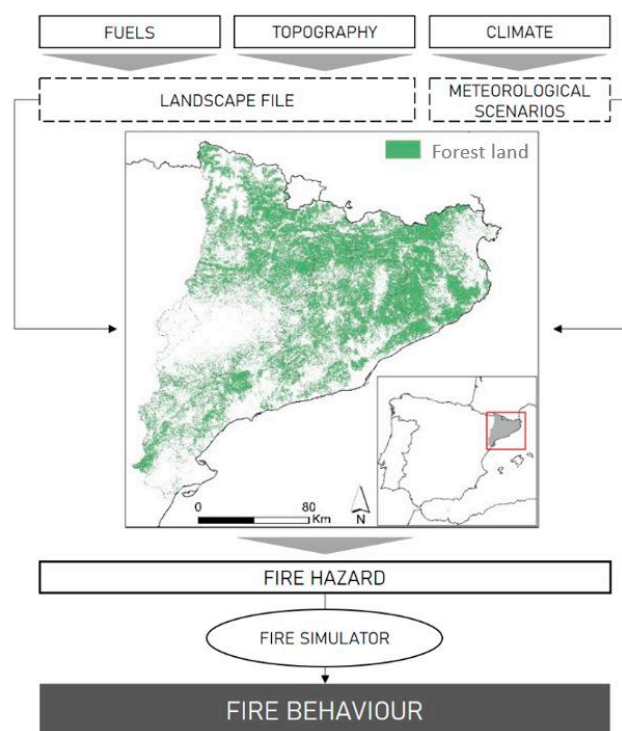 FUELS
TOPOGRAPHY
CLIMATE
LANDSCAPE FILE
METEOROLOGICAL
SCENARIOS
Forest land
0
80
Km
N
FIRE HAZARD
FIRE SIMULATOR
FIRE BEHAVIOUR